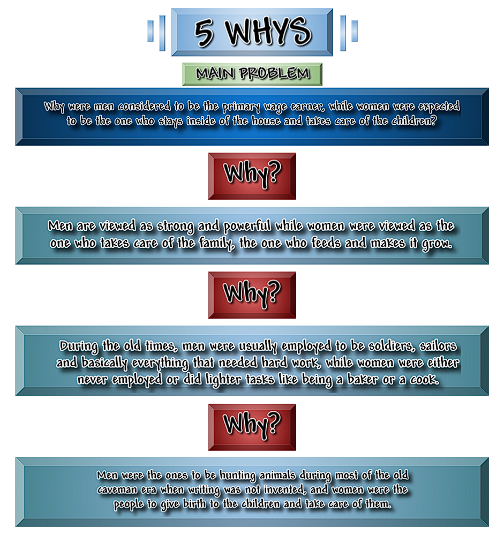 5 WHYS
MAIN PROBLEM
Why were men considered to be the primary wage earner, while women were expected
to be the one who stays inside of the house and takes care of the children?
Why?
Men are viewed as strong and powerful while women were viewed as the
one who takes care of the family, the one who feeds and makes it grow.
Why?
During the old times, men were usually employed to be soldiers, sailors
and basically everything that needed hard work, while women were either
never employed or did lighter tasks like being a baker or a cook.
Why?
Men were the ones to be hunting animals during most of the old
caveman era when writing was not invented, and women were the
people to give birth to the children and take care of them.